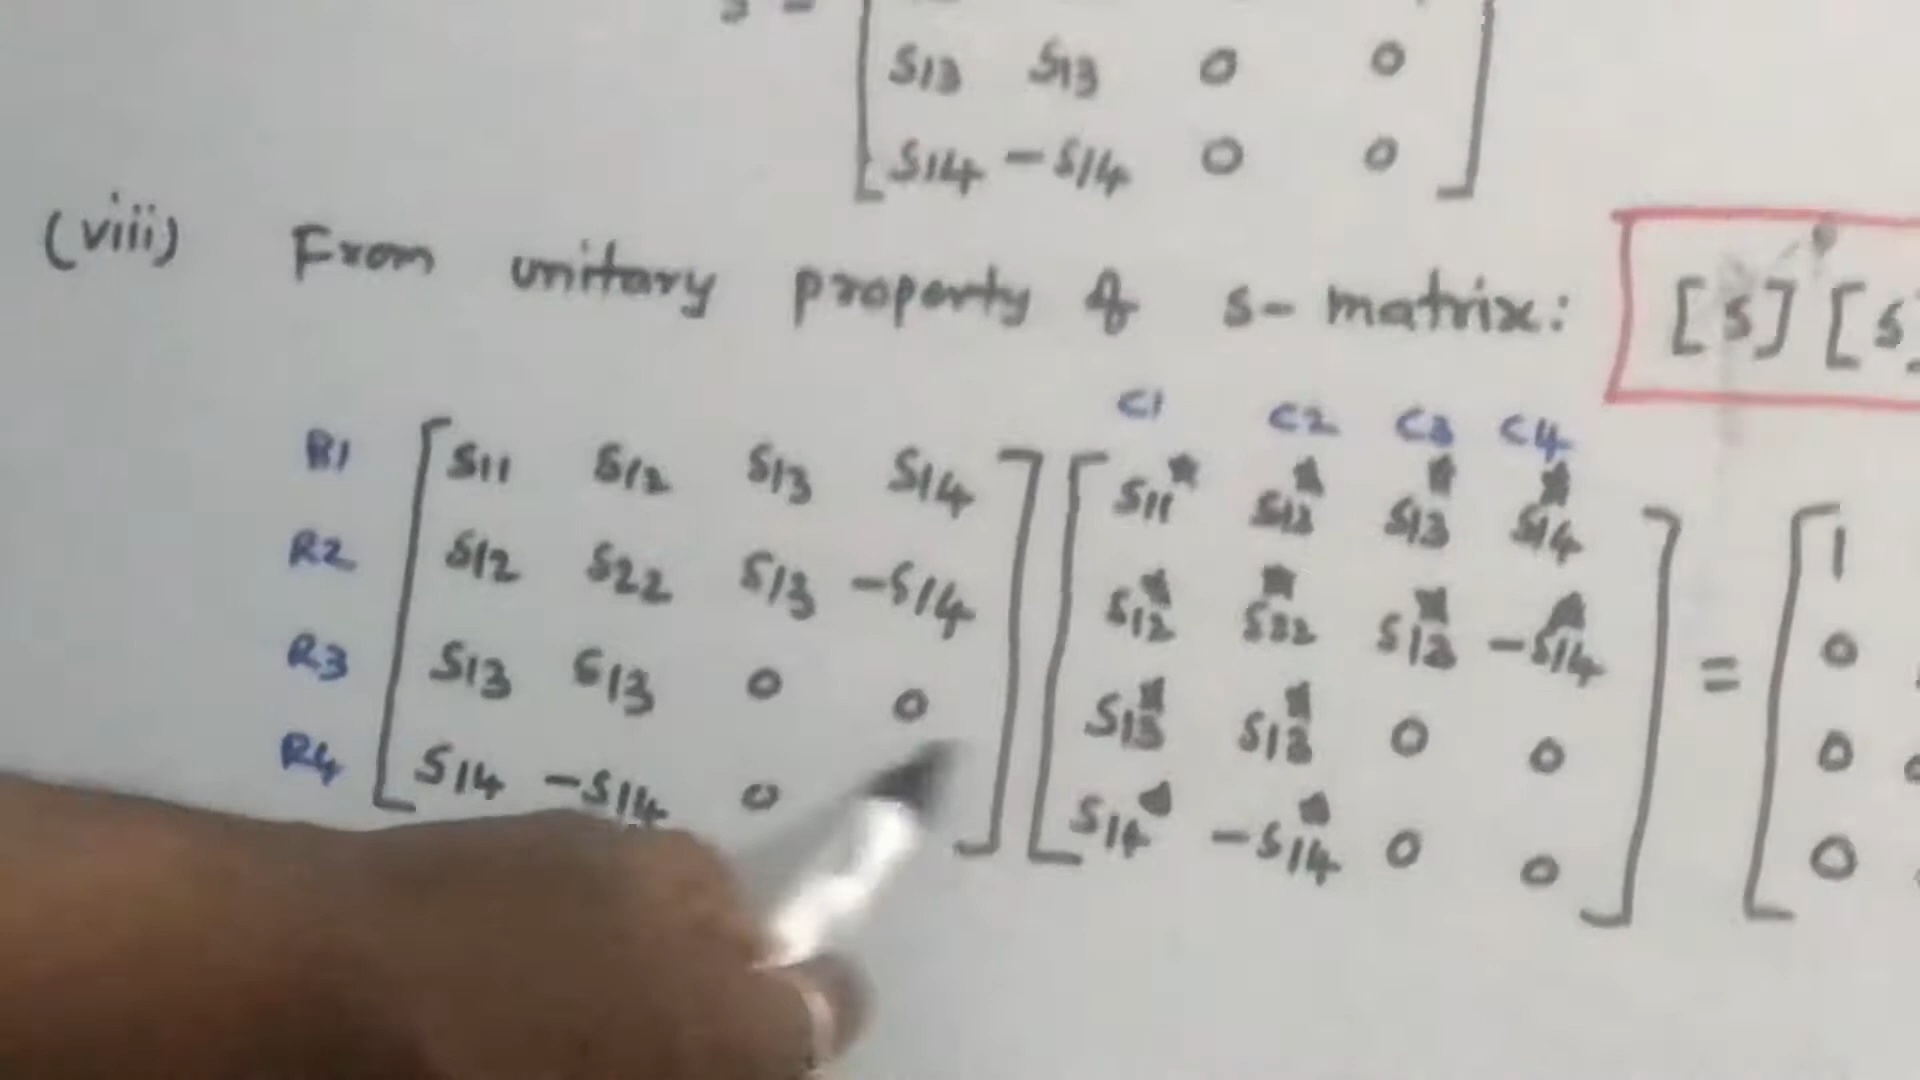 S13 S13 0 0
S14 -S14 0 0
(viii) From unitary property of s-matrix: [s] [s]
C1 C2 C3 C4
R1 S11 S12 S13 S14 S11* S12* S13* S14* 1
R2 S12 S22 S13 -S14 S12* S22* S13* -S14* = 0
R3 S13 S13 0 0 S13* S13* 0 0 0
R4 S14 -S14 0 S14* -S14* 0 0 0